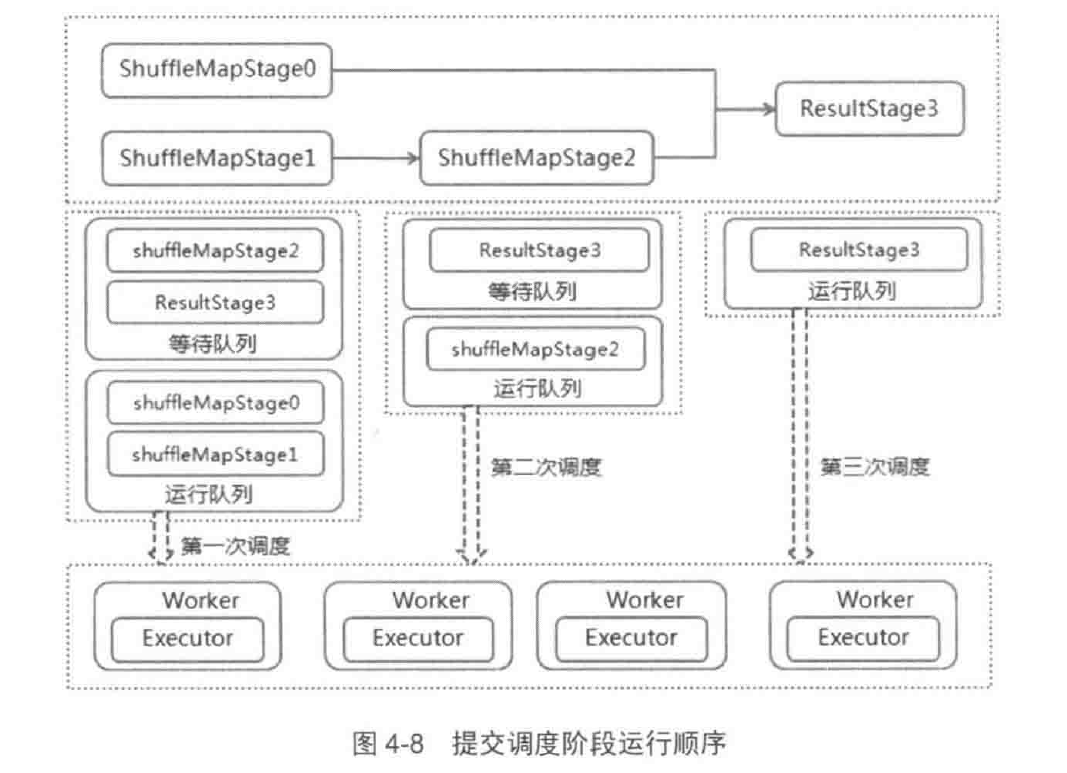 ShuffleMapStage0
ResultStage3
ShuffleMapStage1
ShuffleMapStage2
shuffleMapStage2
ResultStage3
等待队列
shuffleMapStage0
shuffleMapStage1
运行队列
第一次调度
ResultStage3
等待队列
shuffleMapStage2
运行队列
第二次调度
ResultStage3
运行队列
第三次调度
Worker
Executor
Worker
Executor
Worker
Executor
Worker
Executor
图 4-8 提交调度阶段运行顺序